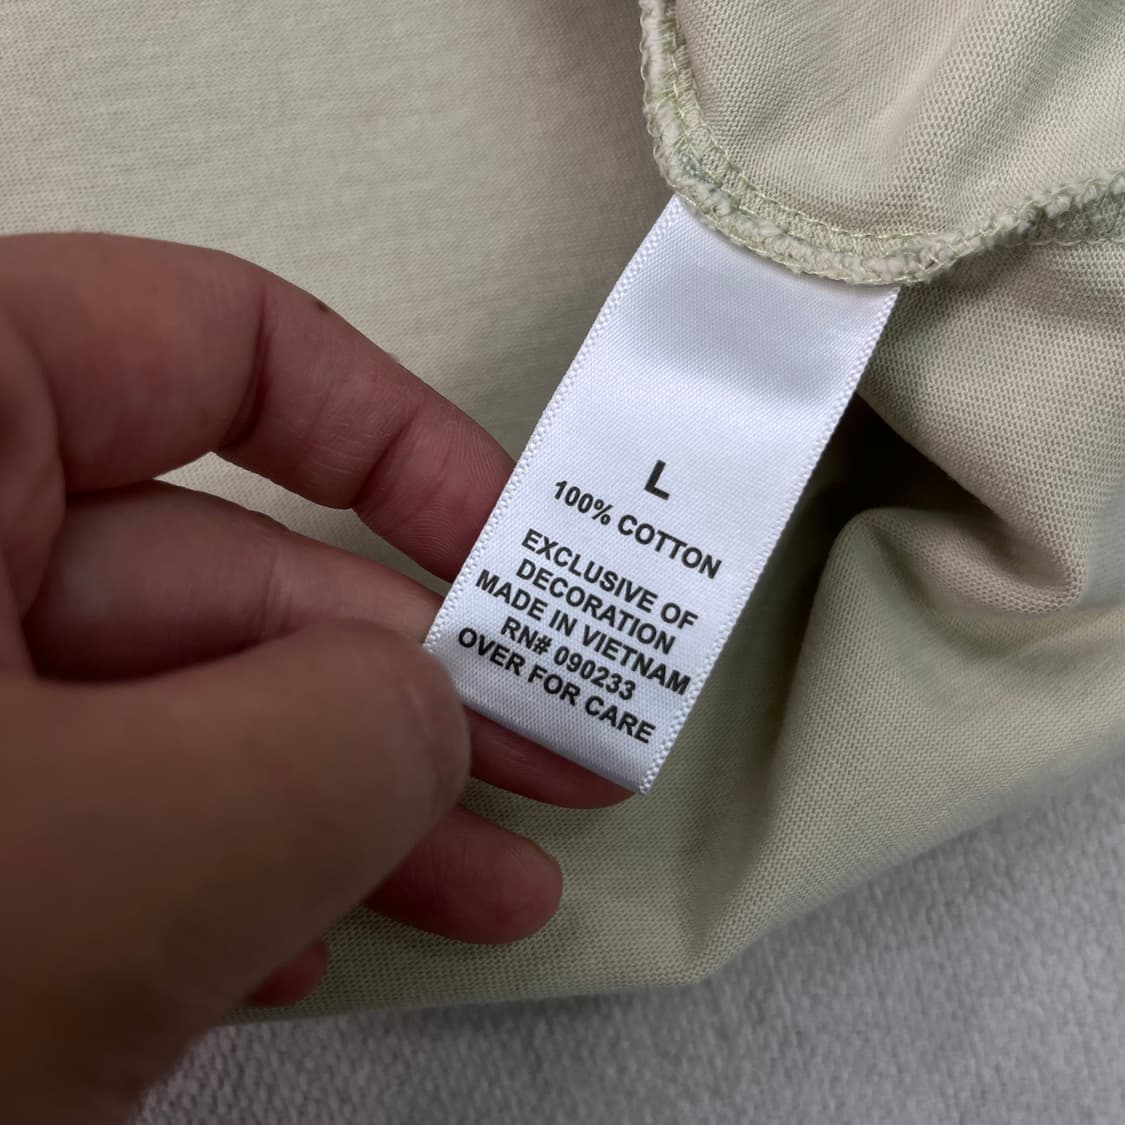 L
100% COTTON
EXCLUSIVE OF
DECORATION
MADE IN VIETNAM
RN# 090233
OVER FOR CARE